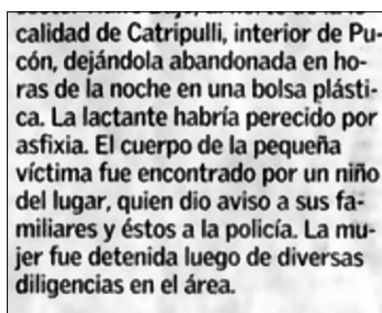 calidad de Catripulli, interior de Pu-
cón, dejándola abandonada en ho-
ras de la noche en una bolsa plásti-
ca. La lactante habría perecido por
asfixia. El cuerpo de la pequeña
víctima fue encontrado por un niño
del lugar, quien dio aviso a sus fa-
miliares y éstos a la policía. La mu-
jer fue detenida luego de diversas
diligencias en el área.